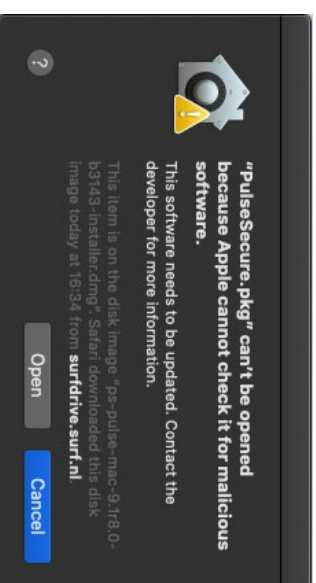 "PulseSecure.pkg" can't be opened
because Apple cannot check it for malicious
software.
This software needs to be updated. Contact the
developer for more information.
This item is on the disk image "ps-pulse-mac-9.1r8.0-
b3143-installer.dmg". Safari downloaded this disk
image today at 16:34 from surfdrive.surf.nl.
?
Open
Cancel